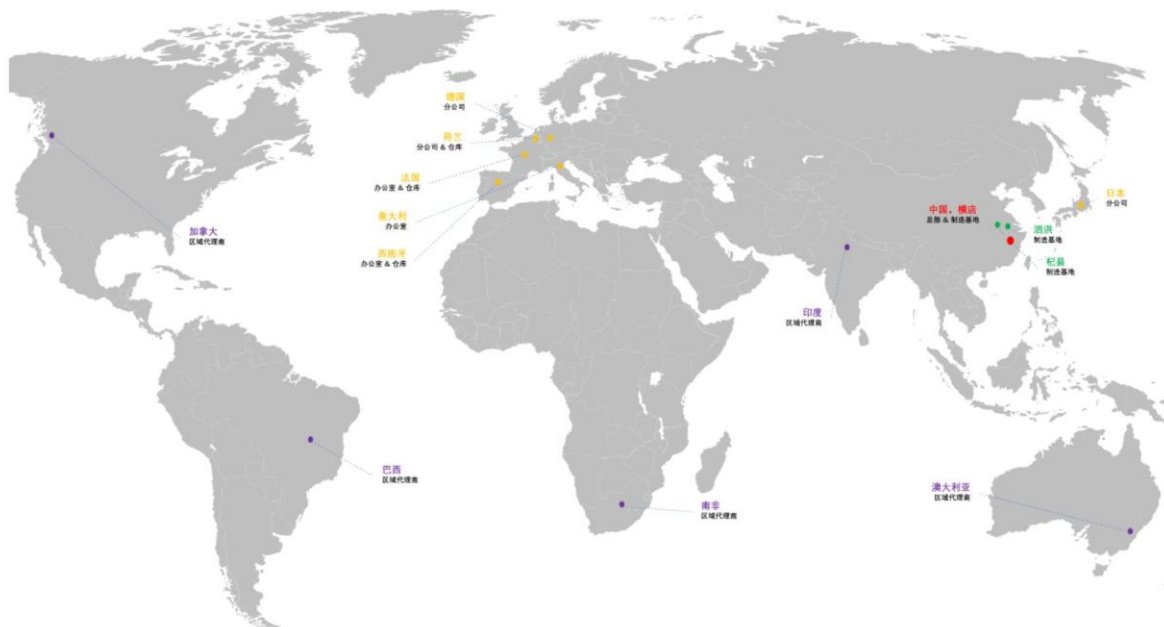 德国
分公司
荷兰
分公司 & 仓库
法国
办公室 & 仓库
意大利
办公室
西班牙
办公室 & 仓库
加拿大
区域代理商
巴西
区域代理商
南非
区域代理商
印度
区域代理商
中国，横店
总部 & 制造基地
泗洪
制造基地
杞县
制造基地
日本
分公司
澳大利亚
区域代理商